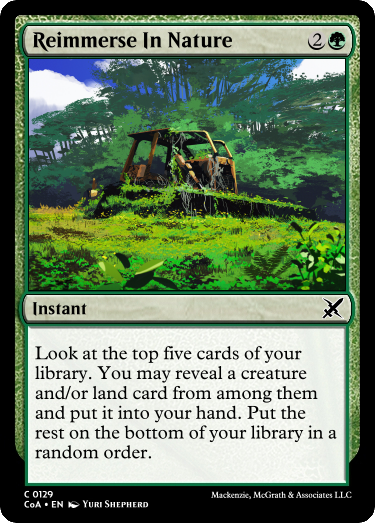 Reimmerse In Nature 2
Instant
Look at the top five cards of your
library. You may reveal a creature
and/or land card from among them
and put it into your hand. Put the
rest on the bottom of your library in a
random order.
C 0129
CoA • EN Yuri Shepherd
Mackenzie, McGrath & Associates LLC